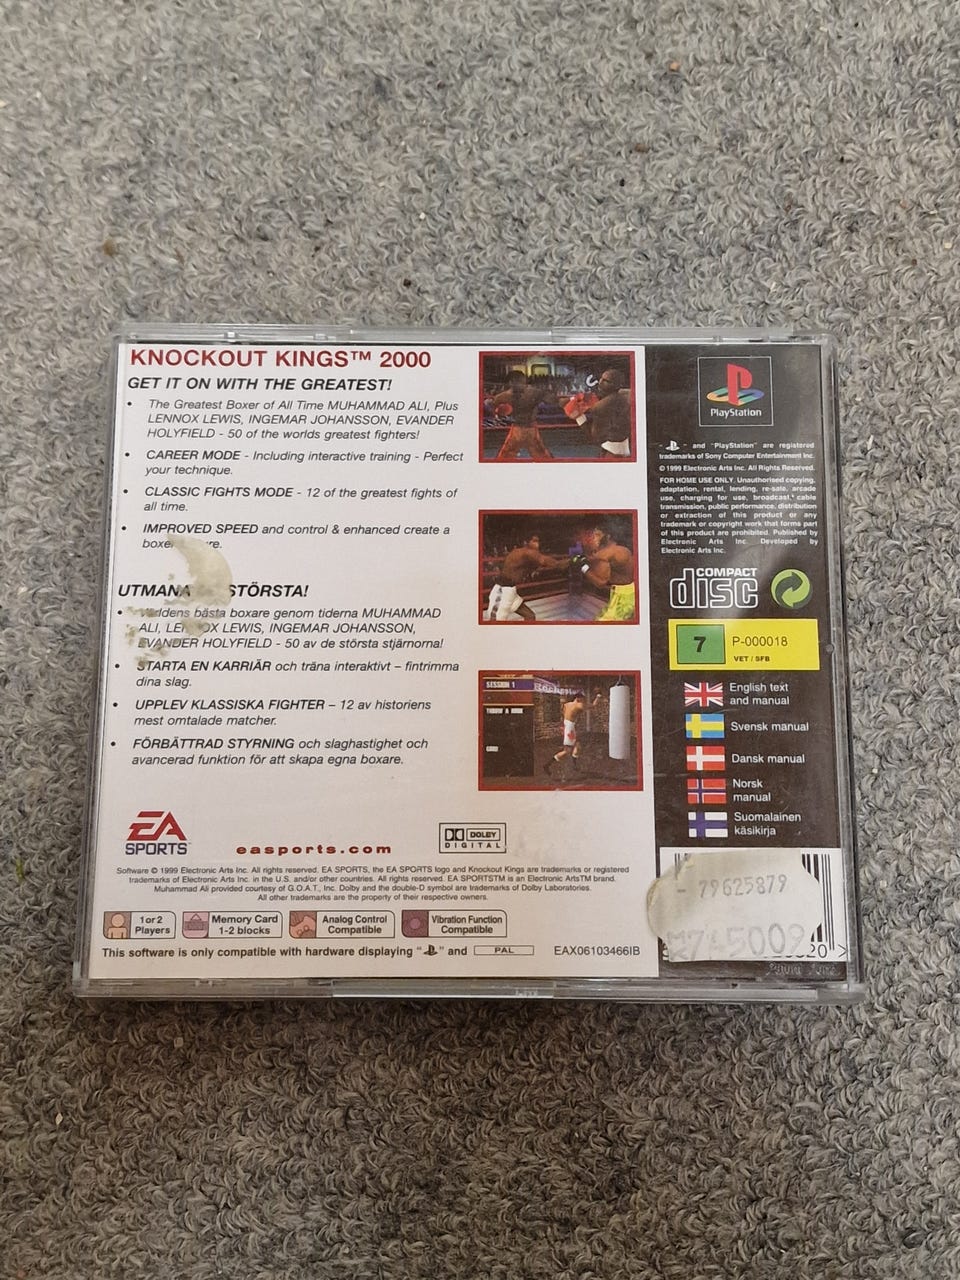 KNOCKOUT KINGS™ 2000
GET IT ON WITH THE GREATEST!
• The Greatest Boxer of All Time MUHAMMAD ALI, Plus
LENNOX LEWIS, INGEMAR JOHANSSON, EVANDER
HOLYFIELD - 50 of the worlds greatest fighters!
• CAREER MODE - Including interactive training - Perfect
your technique.
• CLASSIC FIGHTS MODE - 12 of the greatest fights of
all time.
• IMPROVED SPEED and control & enhanced create a
boxer
UTMANA STÖRSTA!
• Världens bästa boxare genom tiderna MUHAMMAD
ALI, LENNOX LEWIS, INGEMAR JOHANSSON,
EVANDER HOLYFIELD - 50 av de största stjärnorna!
• STARTA EN KARRIÄR och träna interaktivt – fintrimma
dina slag.
• UPPLEV KLASSISKA FIGHTER – 12 av historiens
mest omtalade matcher.
• FÖRBÄTTRAD STYRNING och slaghastighet och
avancerad funktion för att skapa egna boxare.
SESSION 1
THROW A HOOK
EA
SPORTS™
easports.com
DOLBY
DIGITAL
Software © 1999 Electronic Arts Inc. All rights reserved. EA SPORTS, the EA SPORTS logo and Knockout Kings are trademarks or registered
trademarks of Electronic Arts Inc. in the U.S. and/or other countries. All rights reserved. EA SPORTSTM is an Electronic ArtsTM brand.
Muhammad Ali provided courtesy of G.O.A.T., Inc. Dolby and the double-D symbol are trademarks of Dolby Laboratories.
All other trademarks are the property of their respective owners.
1 or 2
Players
Memory Card
1-2 blocks
Analog Control
Compatible
Vibration Function
Compatible
This software is only compatible with hardware displaying " " and PAL
EAX06103466IB
PlayStation
" " and "PlayStation" are registered
trademarks of Sony Computer Entertainment Inc.
© 1999 Electronic Arts Inc. All Rights Reserved.
FOR HOME USE ONLY. Unauthorised copying,
adaptation, rental, lending, re-sale, arcade
use, charging for use, broadcast, cable
transmission, public performance, distribution
or extraction of this product or any
trademark or copyright work that forms part
of this product are prohibited. Published by
Electronic Arts Inc. Developed by
Electronic Arts Inc.
COMPACT
disc
7
P-000018
VET / SFB
English text
and manual
Svensk manual
Dansk manual
Norsk
manual
Suomalainen
käsikirja
79625879